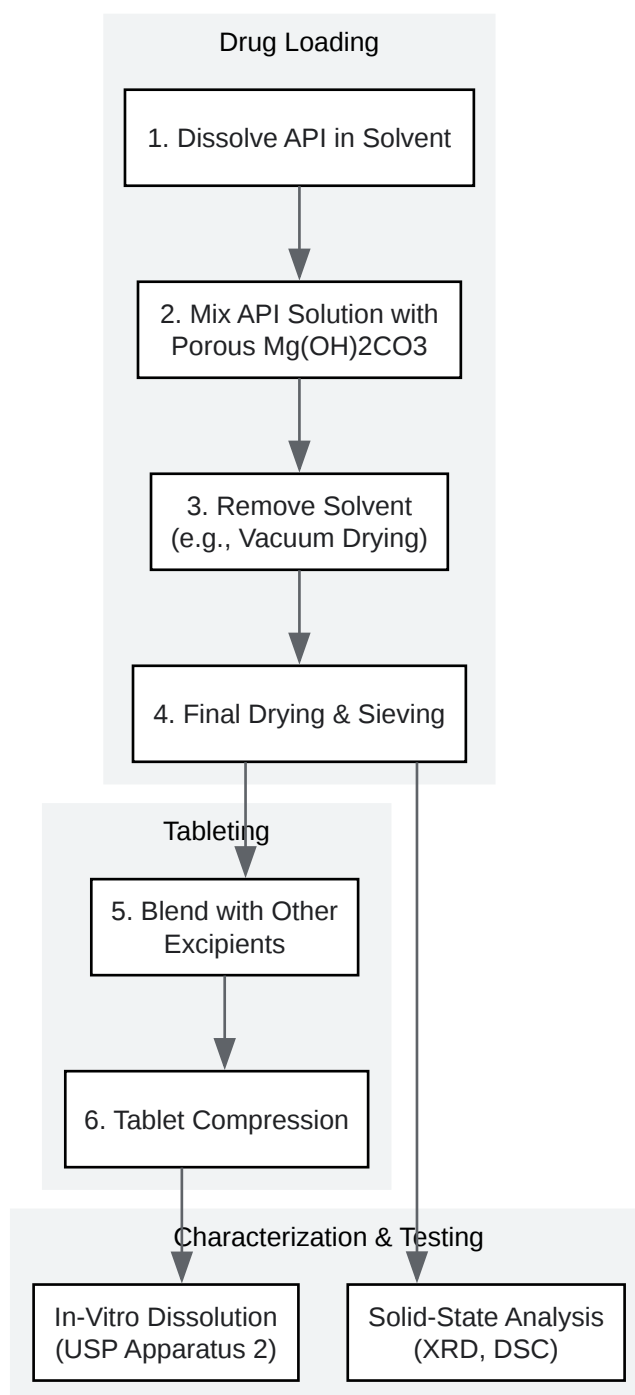 Drug Loading
1. Dissolve API in Solvent
2. Mix API Solution with
Porous Mg(OH)2CO3
3. Remove Solvent
(e.g., Vacuum Drying)
4. Final Drying & Sieving
Tableting
5. Blend with Other
Excipients
6. Tablet Compression
Characterization & Testing
In-Vitro Dissolution
(USP Apparatus 2)
Solid-State Analysis
(XRD, DSC)